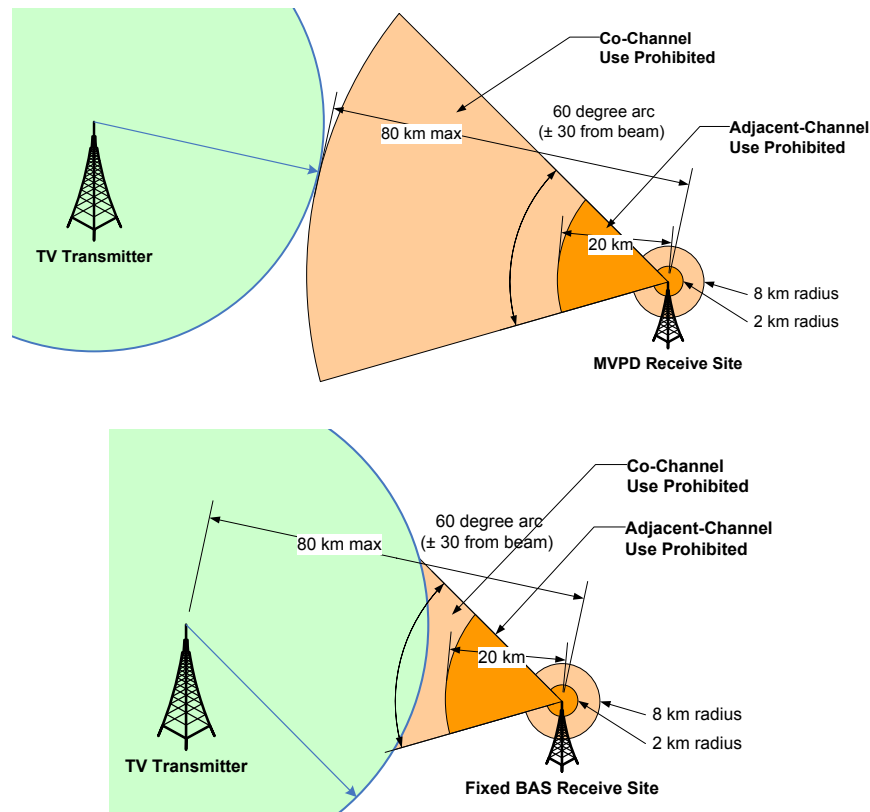 Co-Channel
Use Prohibited
60 degree arc
(± 30 from beam)
80 km max
Adjacent-Channel
Use Prohibited
20 km
TV Transmitter
8 km radius
2 km radius
MVPD Receive Site
Co-Channel
Use Prohibited
60 degree arc
(± 30 from beam)
Adjacent-Channel
Use Prohibited
80 km max
20 km
8 km radius
2 km radius
TV Transmitter
Fixed BAS Receive Site